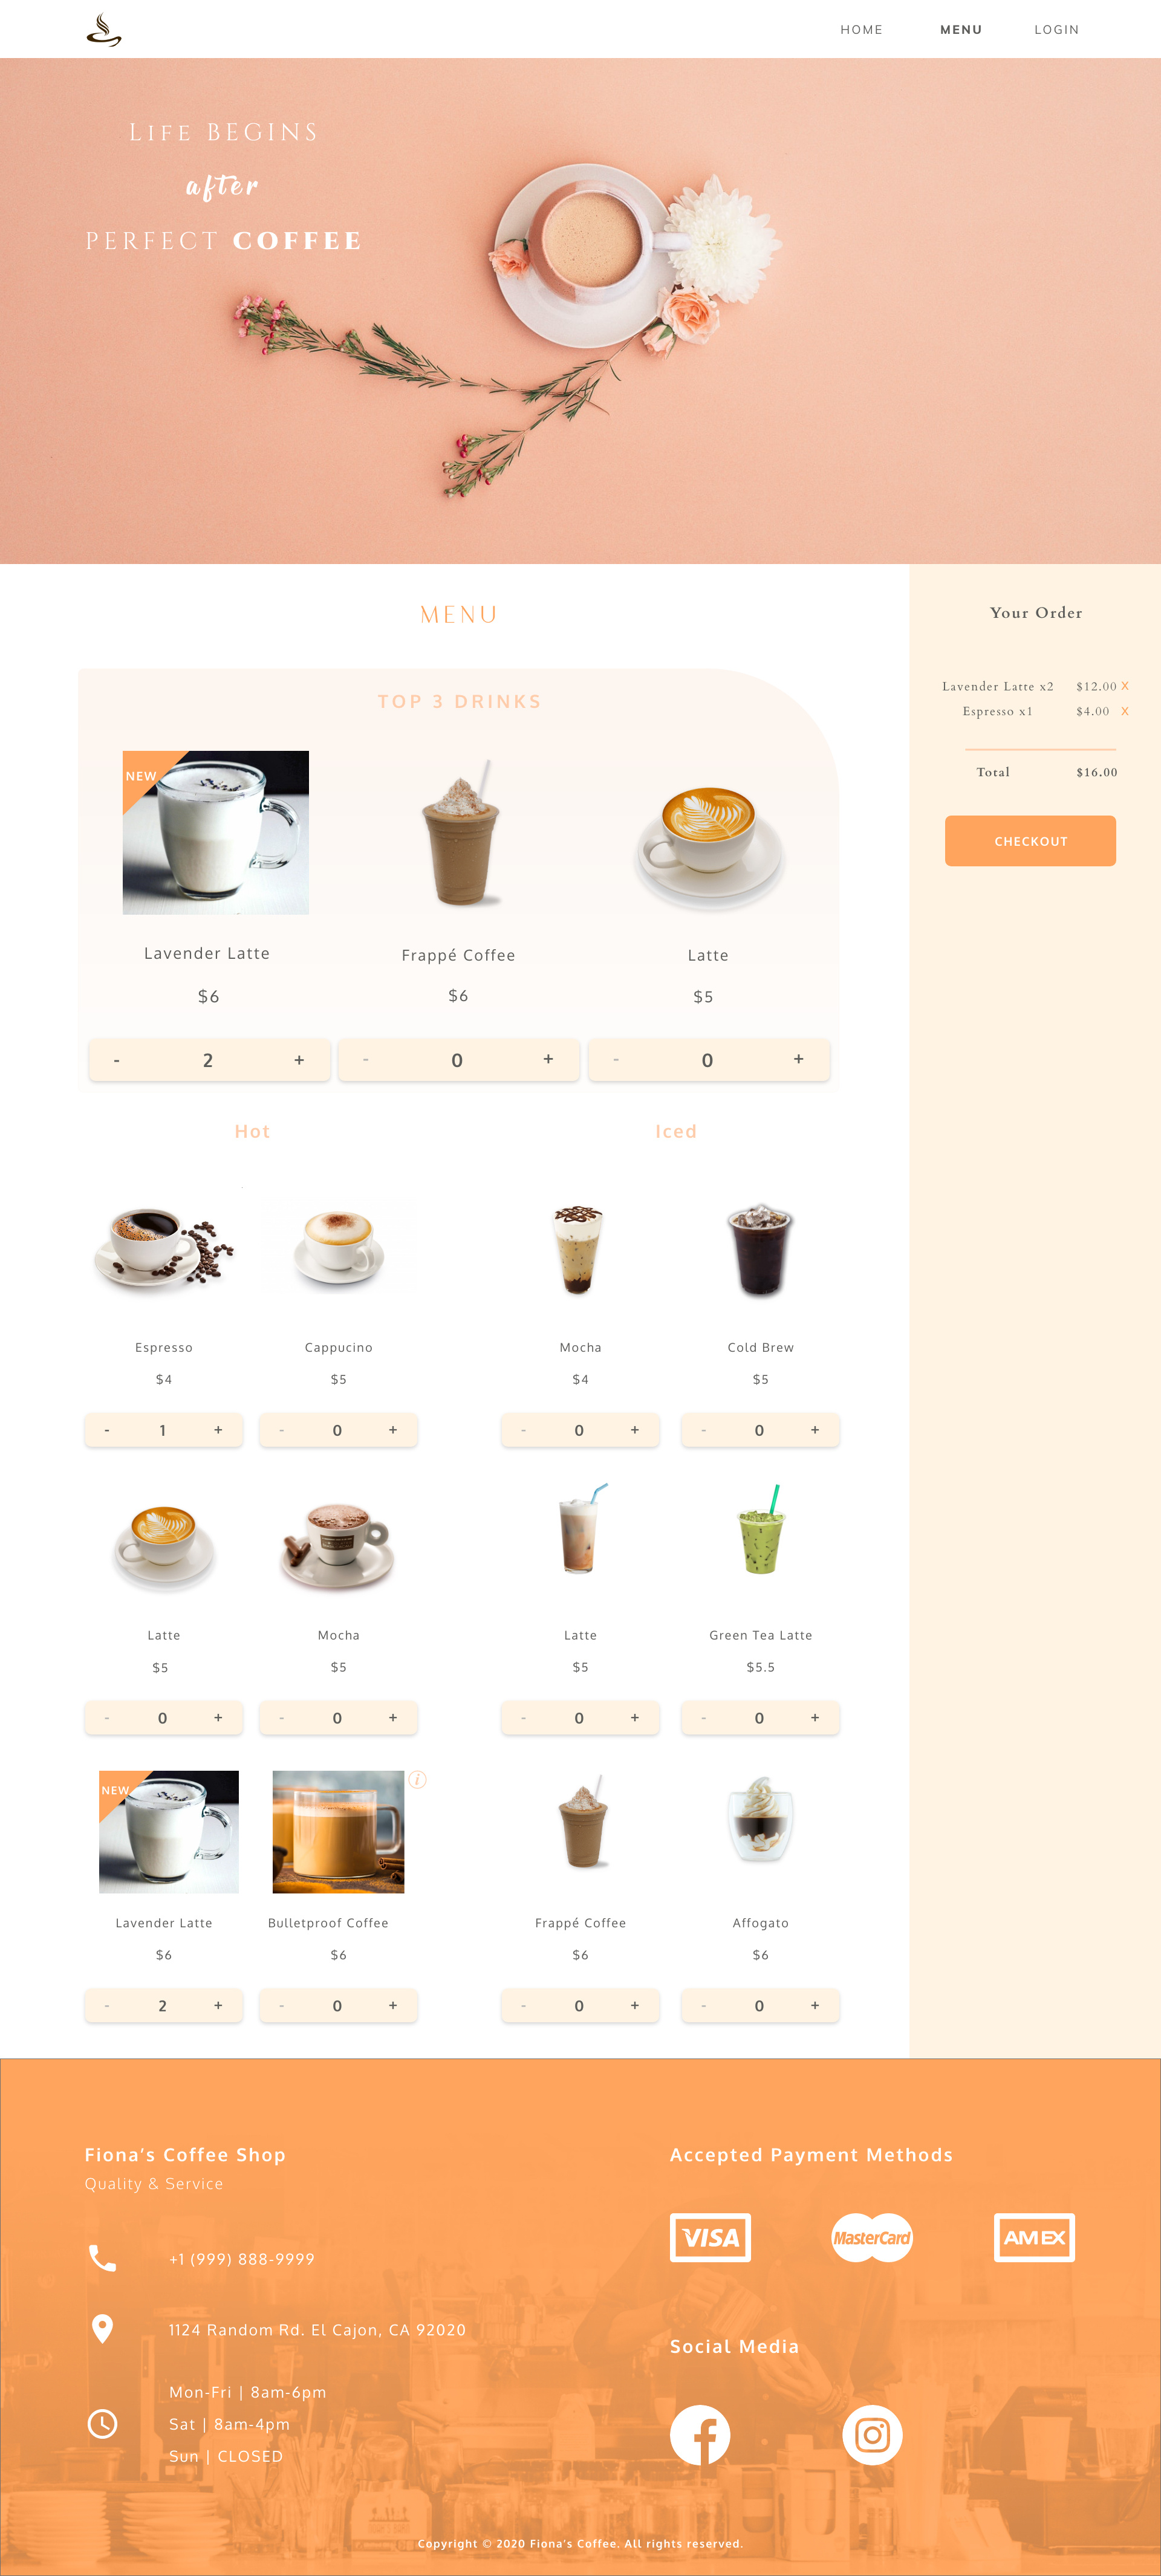 HOME MENU LOGIN
LIFE BEGINS
after
PERFECT COFFEE
MENU
TOP 3 DRINKS
NEW
Lavender Latte Frappé Coffee Latte
$6 $6 $5
- 2 + - 0 + - 0 +
Your Order
Lavender Latte x2 $12.00 X
Espresso x1 $4.00 X
Total $16.00
CHECKOUT
Hot Iced
Espresso Cappucino Mocha Cold Brew
$4 $5 $4 $5
- 1 + - 0 + - 0 + - 0 +
Latte Mocha Latte Green Tea Latte
$5 $5 $5 $5.5
- 0 + - 0 + - 0 + - 0 +
NEW i
Lavender Latte Bulletproof Coffee Frappé Coffee Affogato
$6 $6 $6 $6
- 2 + - 0 + - 0 + - 0 +
Fiona's Coffee Shop
Quality & Service
+1 (999) 888-9999
1124 Random Rd. El Cajon, CA 92020
Mon-Fri | 8am-6pm
Sat | 8am-4pm
Sun | CLOSED
Accepted Payment Methods
VISA MasterCard AMEX
Social Media
Copyright © 2020 Fiona's Coffee. All rights reserved.